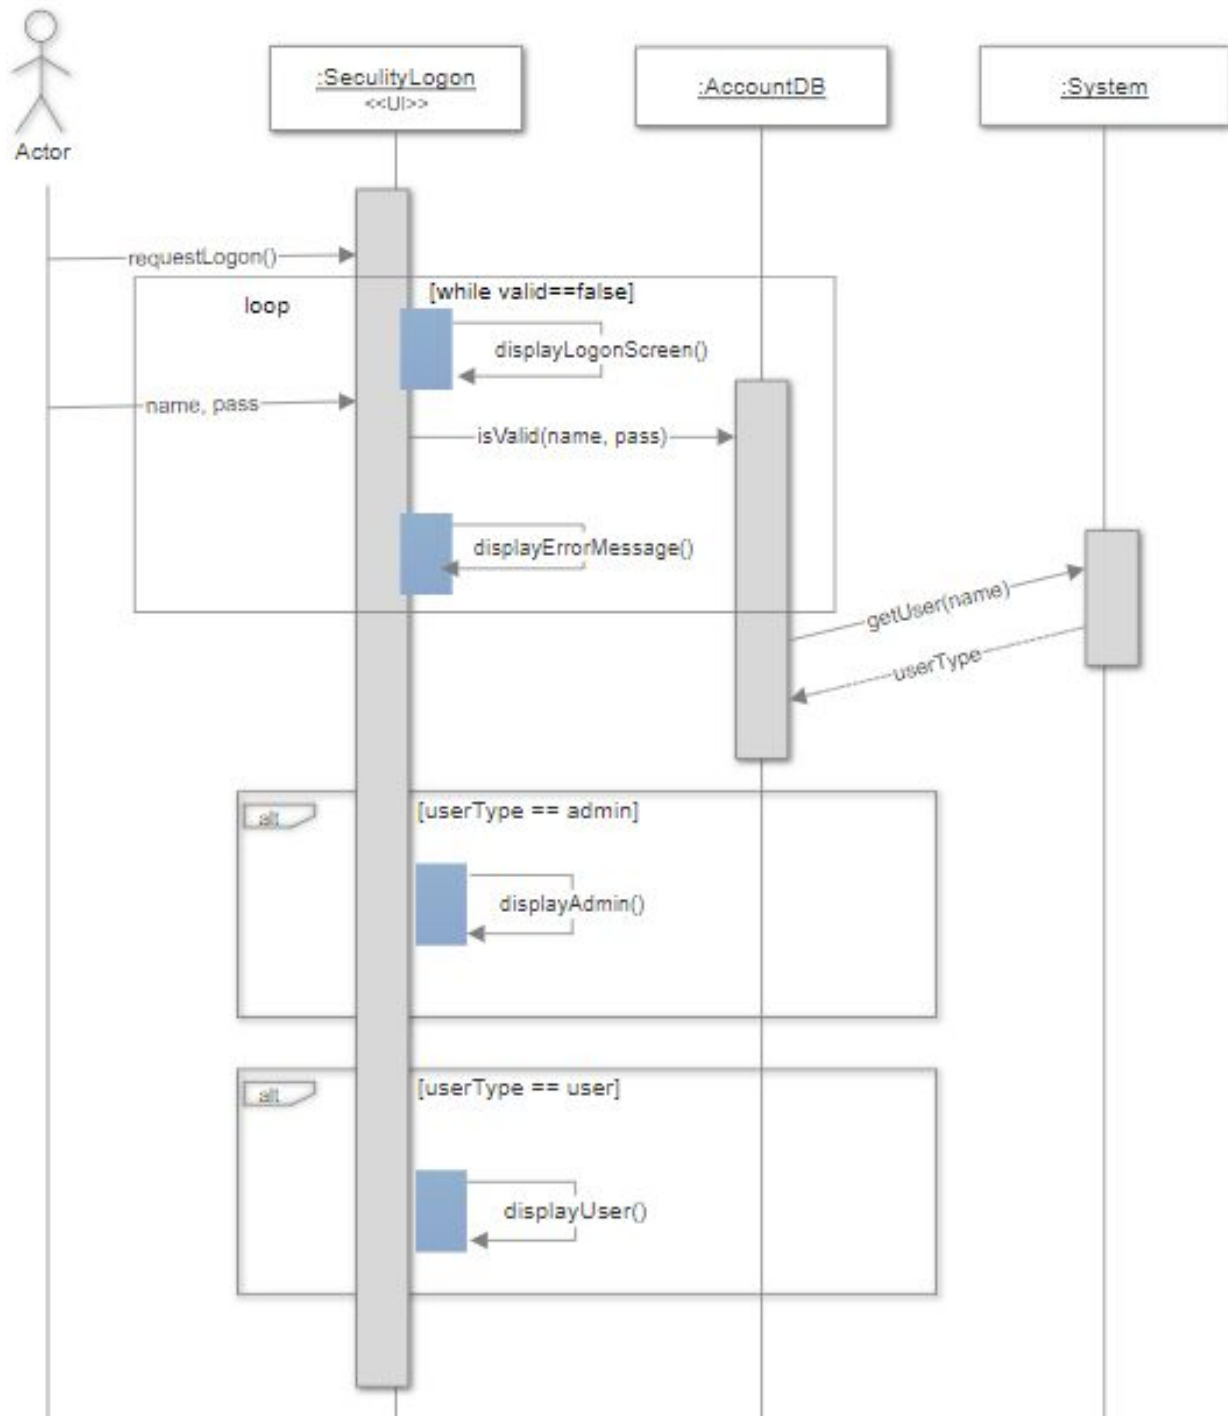 :SeculityLogon
<<UI>>
:AccountDB
:System
Actor
requestLogon()
loop
[while valid==false]
displayLogonScreen()
name, pass
isValid(name, pass)
displayErrorMessage()
getUser(name)
userType
alt
[userType == admin]
displayAdmin()
alt
[userType == user]
displayUser()